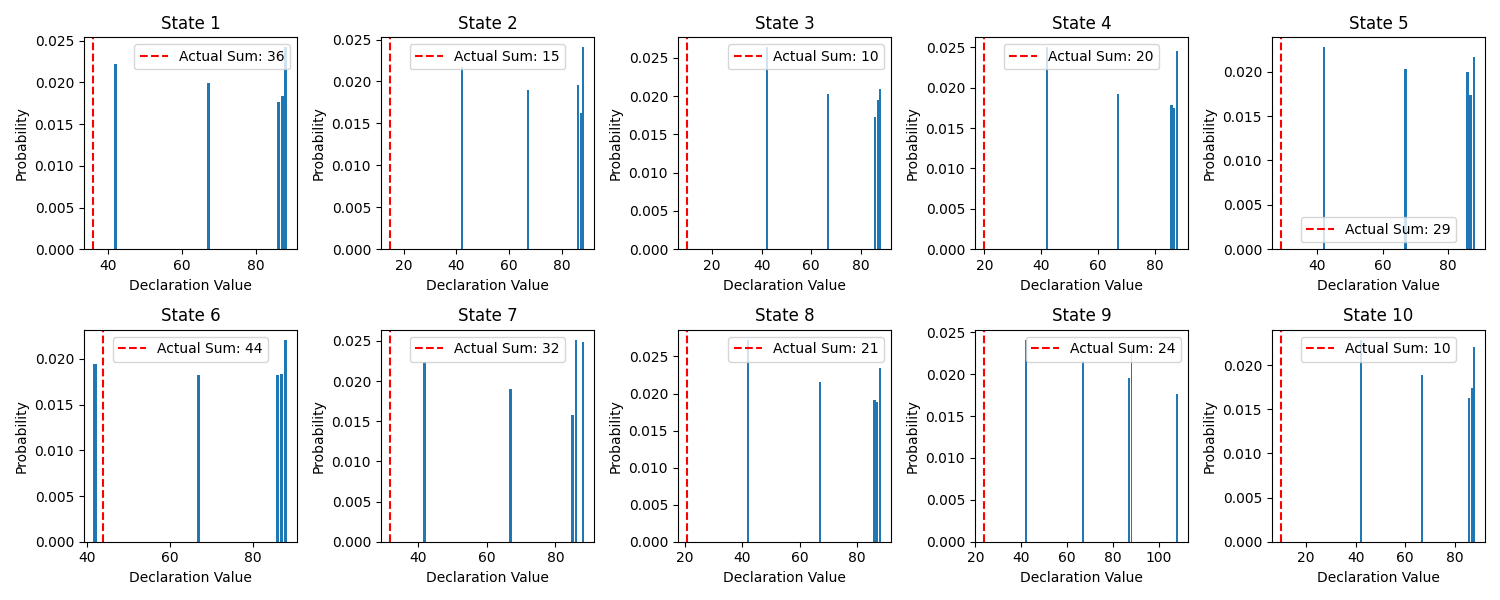 State 1
0.025
0.020
0.015
0.010
0.005
0.000
Probability
40 60 80
Declaration Value
Actual Sum: 36
State 2
0.025
0.020
0.015
0.010
0.005
0.000
Probability
20 40 60 80
Declaration Value
Actual Sum: 15
State 3
0.025
0.020
0.015
0.010
0.005
0.000
Probability
20 40 60 80
Declaration Value
Actual Sum: 10
State 4
0.025
0.020
0.015
0.010
0.005
0.000
Probability
20 40 60 80
Declaration Value
Actual Sum: 20
State 5
0.020
0.015
0.010
0.005
0.000
Probability
40 60 80
Declaration Value
Actual Sum: 29
State 6
0.020
0.015
0.010
0.005
0.000
Probability
40 60 80
Declaration Value
Actual Sum: 44
State 7
0.025
0.020
0.015
0.010
0.005
0.000
Probability
40 60 80
Declaration Value
Actual Sum: 32
State 8
0.025
0.020
0.015
0.010
0.005
0.000
Probability
20 40 60 80
Declaration Value
Actual Sum: 21
State 9
0.025
0.020
0.015
0.010
0.005
0.000
Probability
20 40 60 80 100
Declaration Value
Actual Sum: 24
State 10
0.020
0.015
0.010
0.005
0.000
Probability
20 40 60 80
Declaration Value
Actual Sum: 10